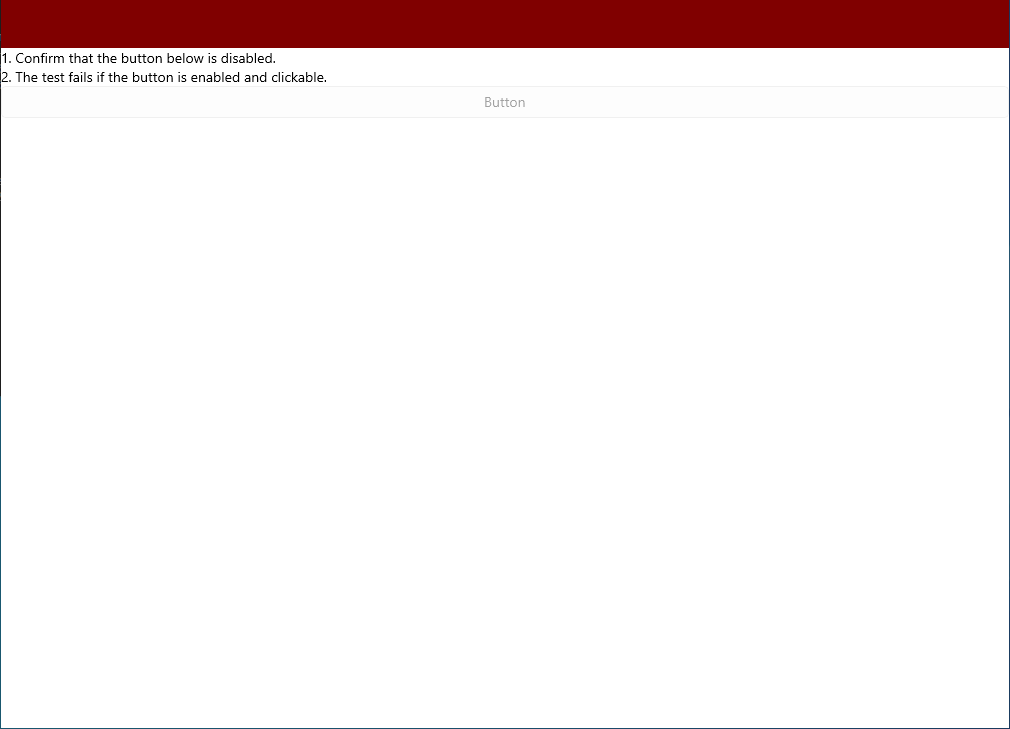 1. Confirm that the button below is disabled.
2. The test fails if the button is enabled and clickable.
Button